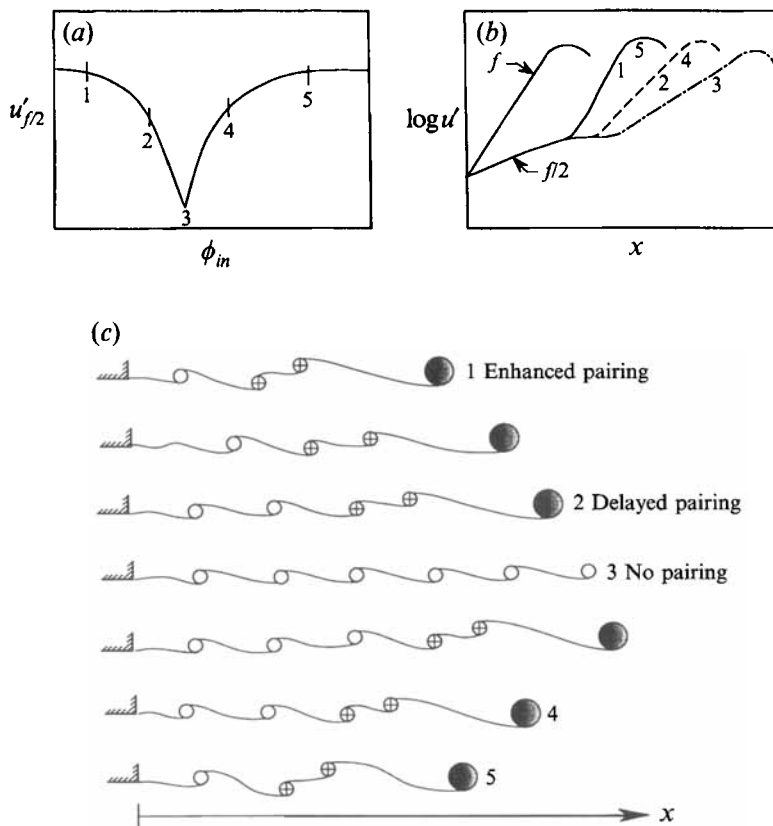 (a)
u'f/2
1
2
3
4
5
ϕin
(b)
log u'
f
f/2
1
5
2
4
3
x
(c)
1 Enhanced pairing
2 Delayed pairing
3 No pairing
4
5
x